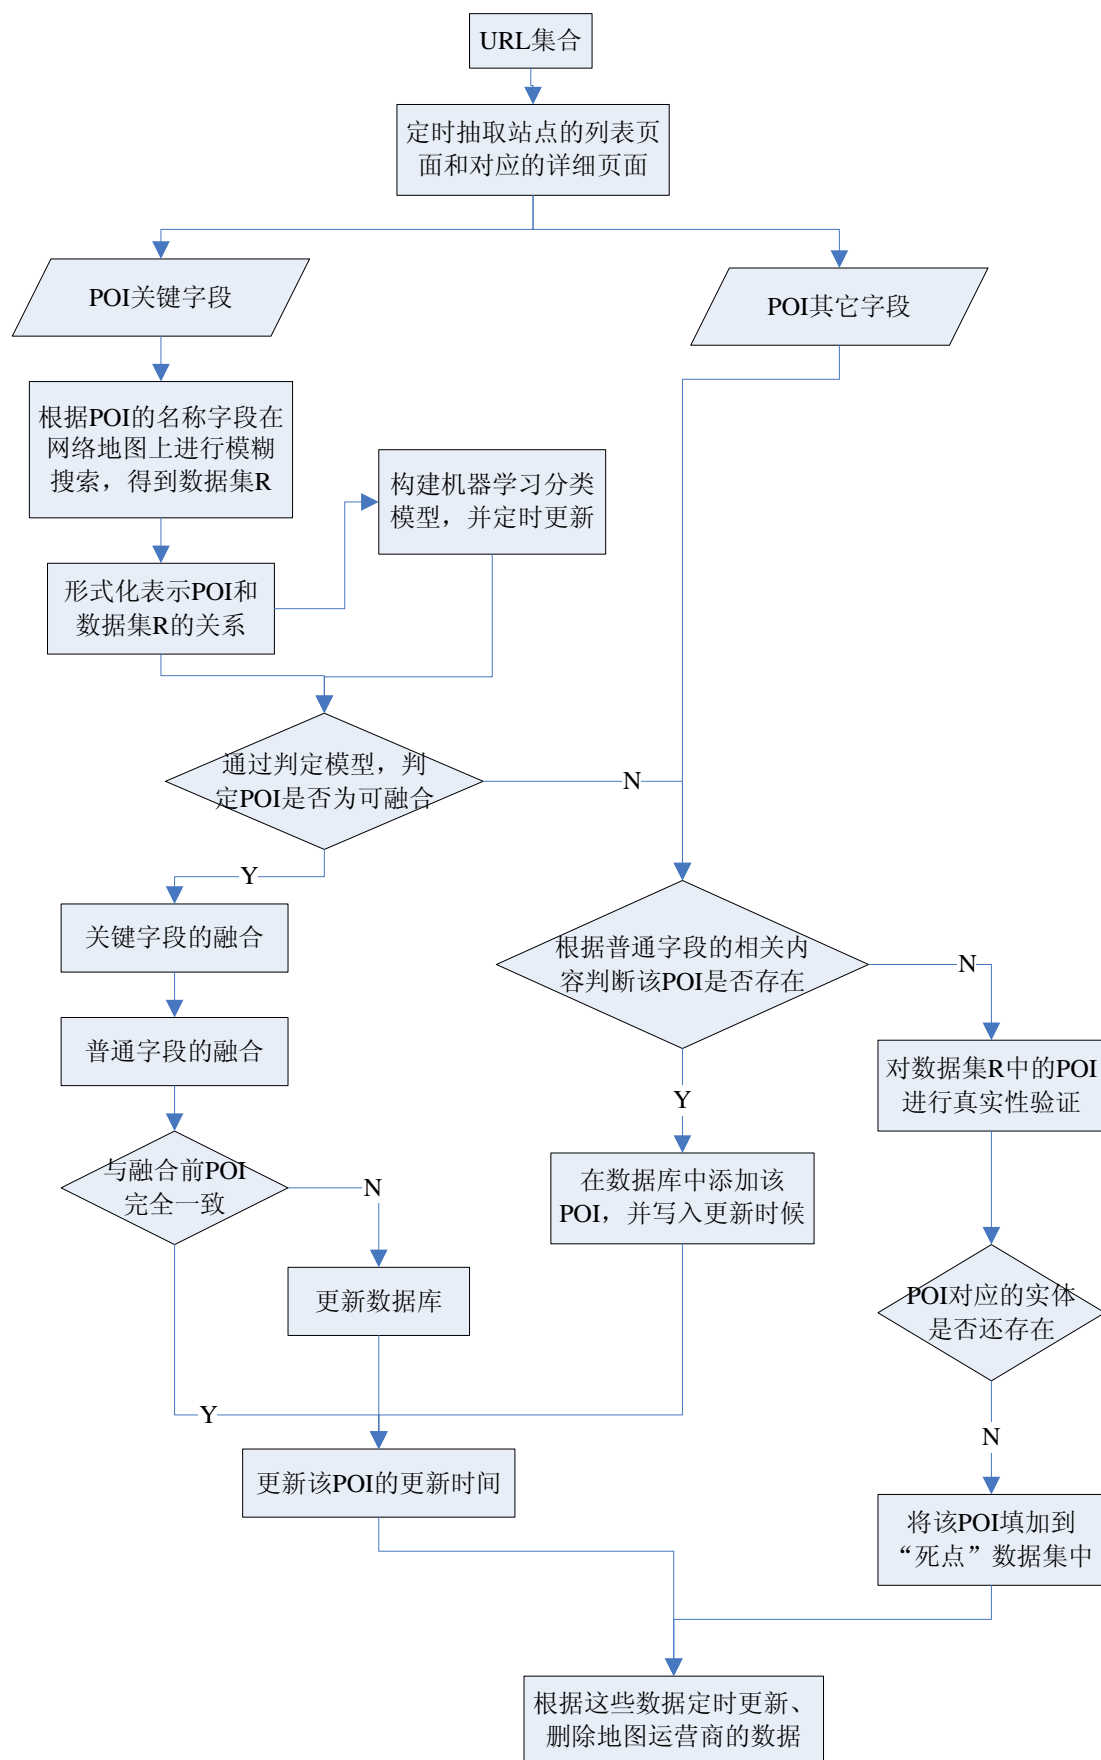 URL集合
定时抽取站点的列表页
面和对应的详细页面
POI关键字段
POI其它字段
根据POI的名称字段在
网络地图上进行模糊
搜索，得到数据集R
构建机器学习分类
模型，并定时更新
形式化表示POI和
数据集R的关系
通过判定模型，判
定POI是否为可融合
N
Y
关键字段的融合
根据普通字段的相关内
容判断该POI是否存在
N
普通字段的融合
对数据集R中的POI
进行真实性验证
Y
与融合前POI
完全一致
N
在数据库中添加该
POI，并写入更新时候
更新数据库
POI对应的实体
是否还存在
Y
N
更新该POI的更新时间
将该POI填加到
“死点”数据集中
根据这些数据定时更新、
删除地图运营商的数据